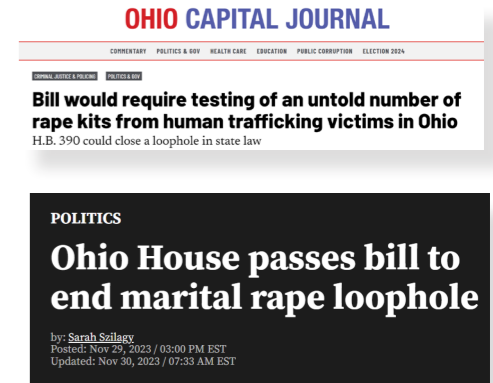 OHIO CAPITAL JOURNAL
COMMENTARY POLITICS & GOV HEALTH CARE EDUCATION PUBLIC CORRUPTION ELECTION 2024
CRIMINAL JUSTICE & POLICING POLITICS & GOV
Bill would require testing of an untold number of
rape kits from human trafficking victims in Ohio
H.B. 390 could close a loophole in state law
POLITICS
Ohio House passes bill to
end marital rape loophole
by: Sarah Szilagy
Posted: Nov 29, 2023 / 03:00 PM EST
Updated: Nov 30, 2023 / 07:33 AM EST